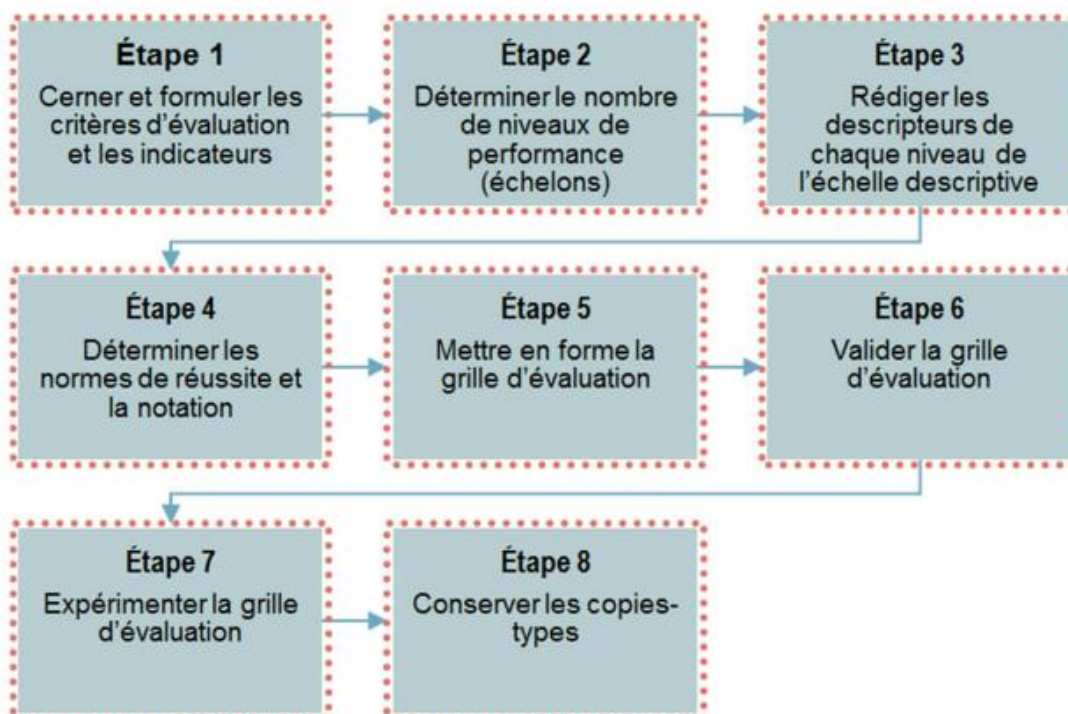 Étape 1
Cerner et formuler les
critères d'évaluation
et les indicateurs
Étape 2
Déterminer le nombre
de niveaux de
performance
(échelons)
Étape 3
Rédiger les
descripteurs de
chaque niveau de
l'échelle descriptive
Étape 4
Déterminer les
normes de réussite et
la notation
Étape 5
Mettre en forme la
grille d'évaluation
Étape 6
Valider la grille
d'évaluation
Étape 7
Expérimenter la grille
d'évaluation
Étape 8
Conserver les copies-
types